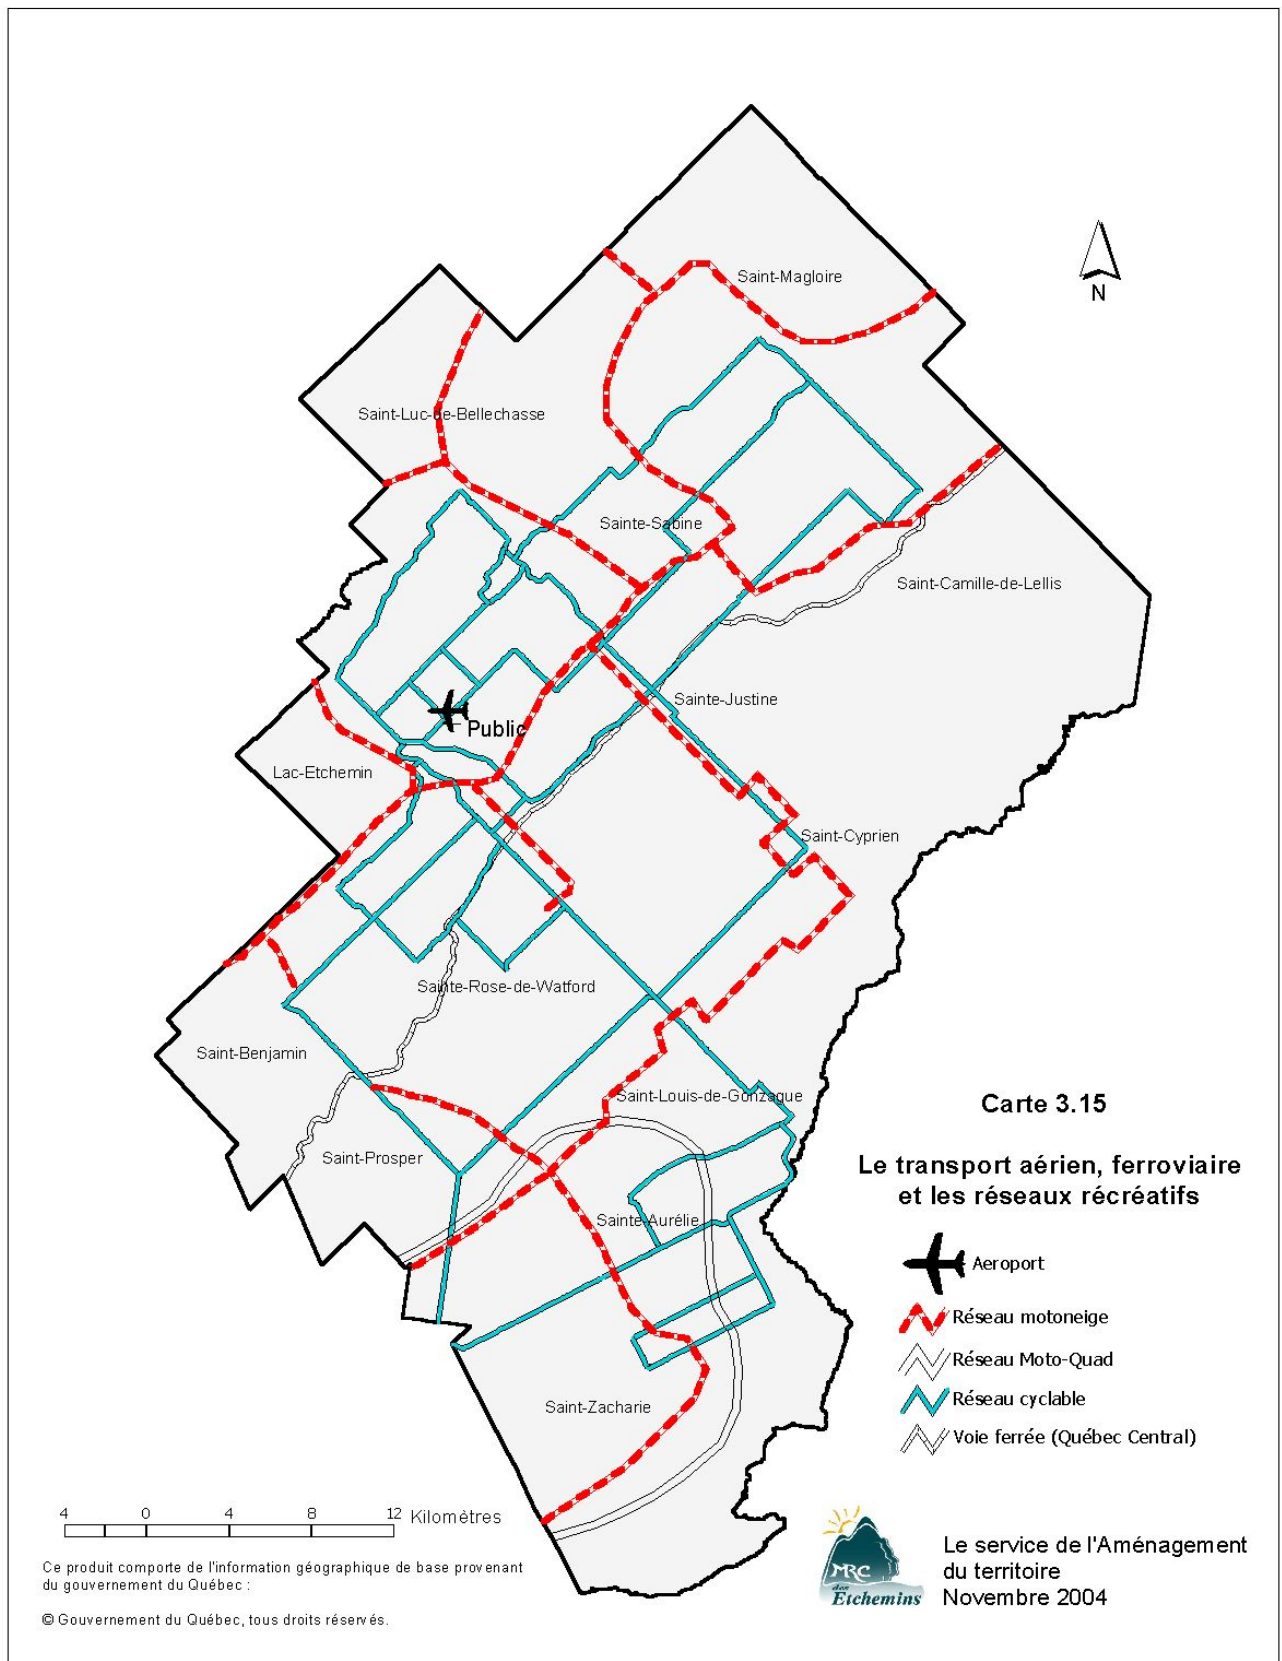 Saint-Magloire
N
Saint-Luc-de-Bellechasse
Sainte-Sabine
Saint-Camille-de-Lellis
Sainte-Justine
Public
Lac-Etchemin
Saint-Cyprien
Sainte-Rose-de-Watford
Saint-Benjamin
Saint-Louis-de-Gonzague
Saint-Prosper
Sainte-Aurélie
Saint-Zacharie
Carte 3.15
Le transport aérien, ferroviaire
et les réseaux récréatifs
Aeroport
Réseau motoneige
Réseau Moto-Quad
Réseau cyclable
Voie ferrée (Québec Central)
4 0 4 8 12 Kilomètres
Ce produit comporte de l'information géographique de base provenant
du gouvernement du Québec :
© Gouvernement du Québec, tous droits réservés.
MRC
des
Etchemins
Le service de l'Aménagement
du territoire
Novembre 2004